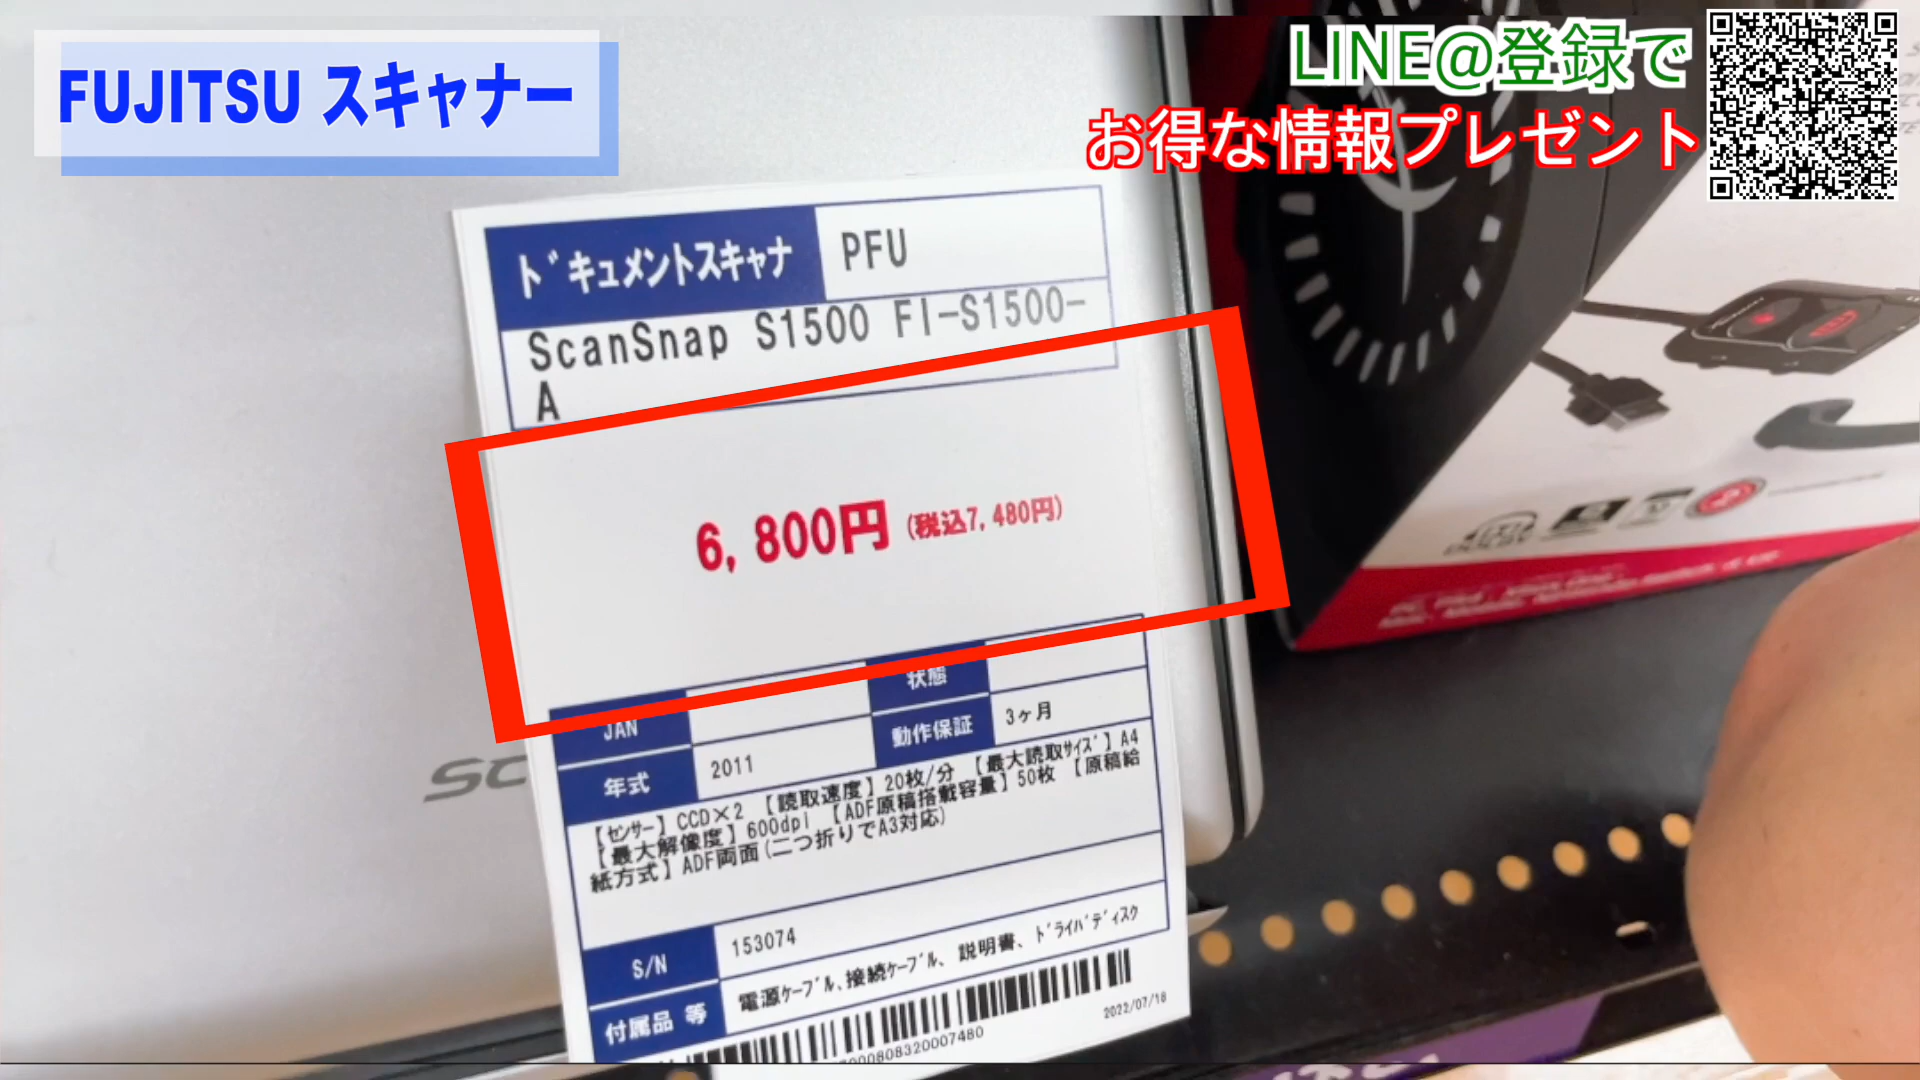 FUJITSU スキャナー
LINE@登録で
お得な情報プレゼント
ドキュメントスキャナ PFU
ScanSnap S1500 FI-S1500-
A
6,800円 (税込7,480円)
JAN 状態
年式 2011 動作保証 3ヶ月
【センサー】CCD×2 【読取速度】20枚/分 【最大読取サイズ】A4
【最大解像度】600dpi 【ADF原稿搭載容量】50枚 【原稿給
紙方式】ADF両面(二つ折りでA3対応)
S/N 153074
付属品 等 電源ケーブル、接続ケーブル、説明書、ドライバディスク
2022/07/18
000808320007480
SC